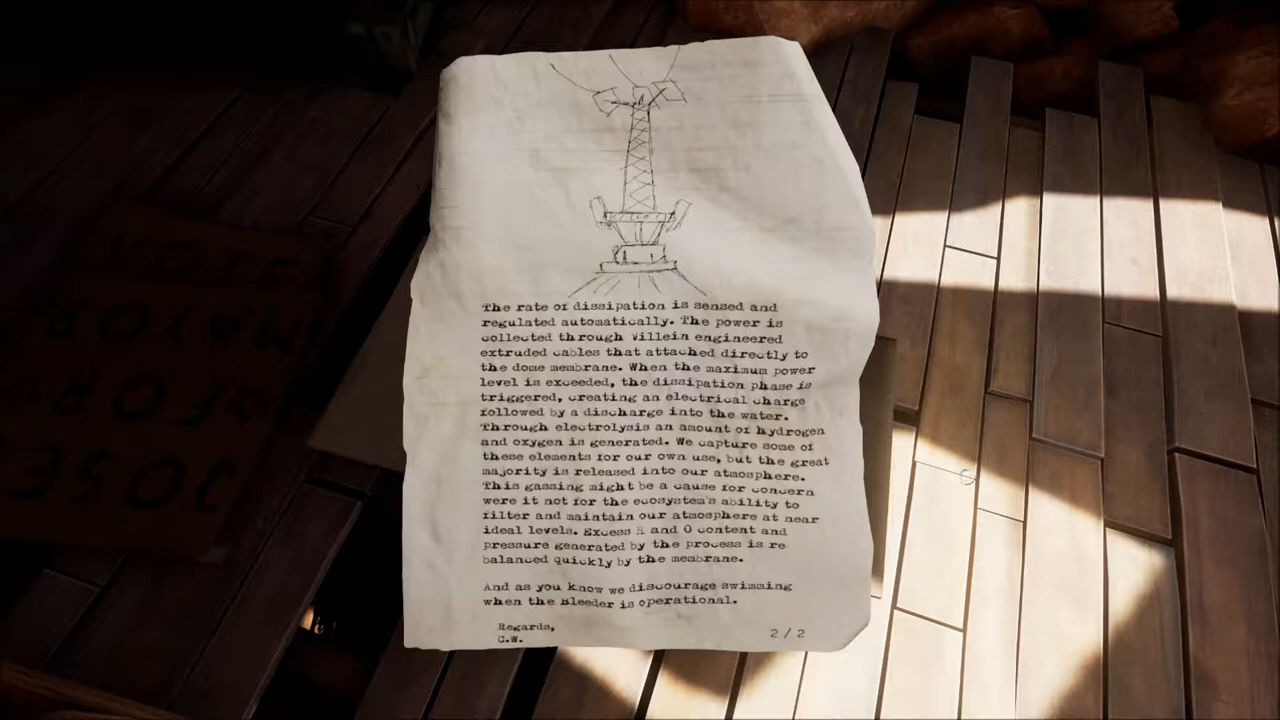 The rate of dissipation is sensed and
regulated automatically. The power is
collected through Villein engineered
extruded cables that attached directly to
the dome membrane. When the maximum power
level is exceeded, the dissipation phase is
triggered, creating an electrical charge
followed by a discharge into the water.
Through electrolysis an amount of hydrogen
and oxygen is generated. We capture some of
these elements for our own use, but the great
majority is released into our atmosphere.
This gassing might be a cause for concern
were it not for the ecosystem's ability to
filter and maintain our atmosphere at near
ideal levels. Excess H and O content and
pressure generated by the process is re-
balanced quickly by the membrane.
And as you know we discourage swimming
when the Bleeder is operational.
Regards,
C.W.
2 / 2